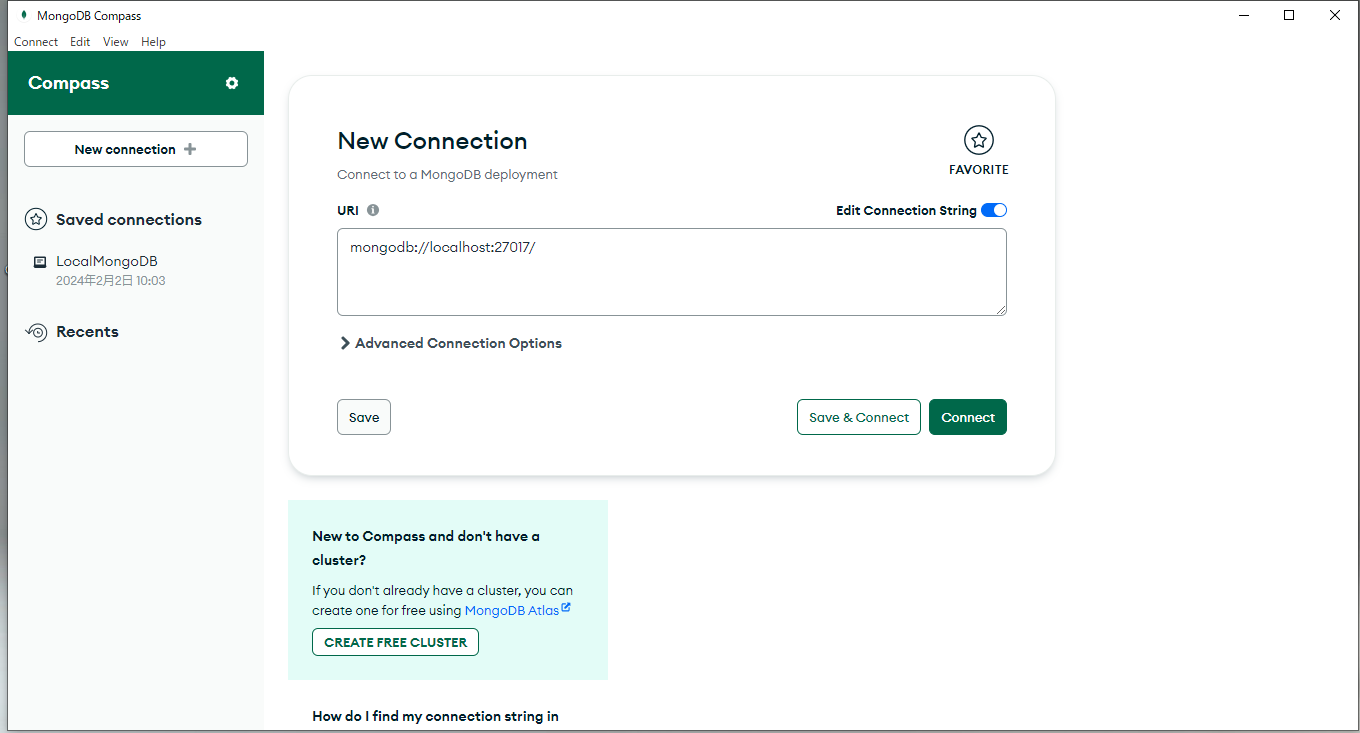 MongoDB Compass
Connect Edit View Help
Compass
New connection
Saved connections
LocalMongoDB
2024年2月2日 10:03
Recents
New Connection
Connect to a MongoDB deployment
FAVORITE
URI
Edit Connection String
mongodb://localhost:27017/
Advanced Connection Options
Save
Save & Connect
Connect
New to Compass and don't have a
cluster?
If you don't already have a cluster, you can
create one for free using MongoDB Atlas
CREATE FREE CLUSTER
How do I find my connection string in